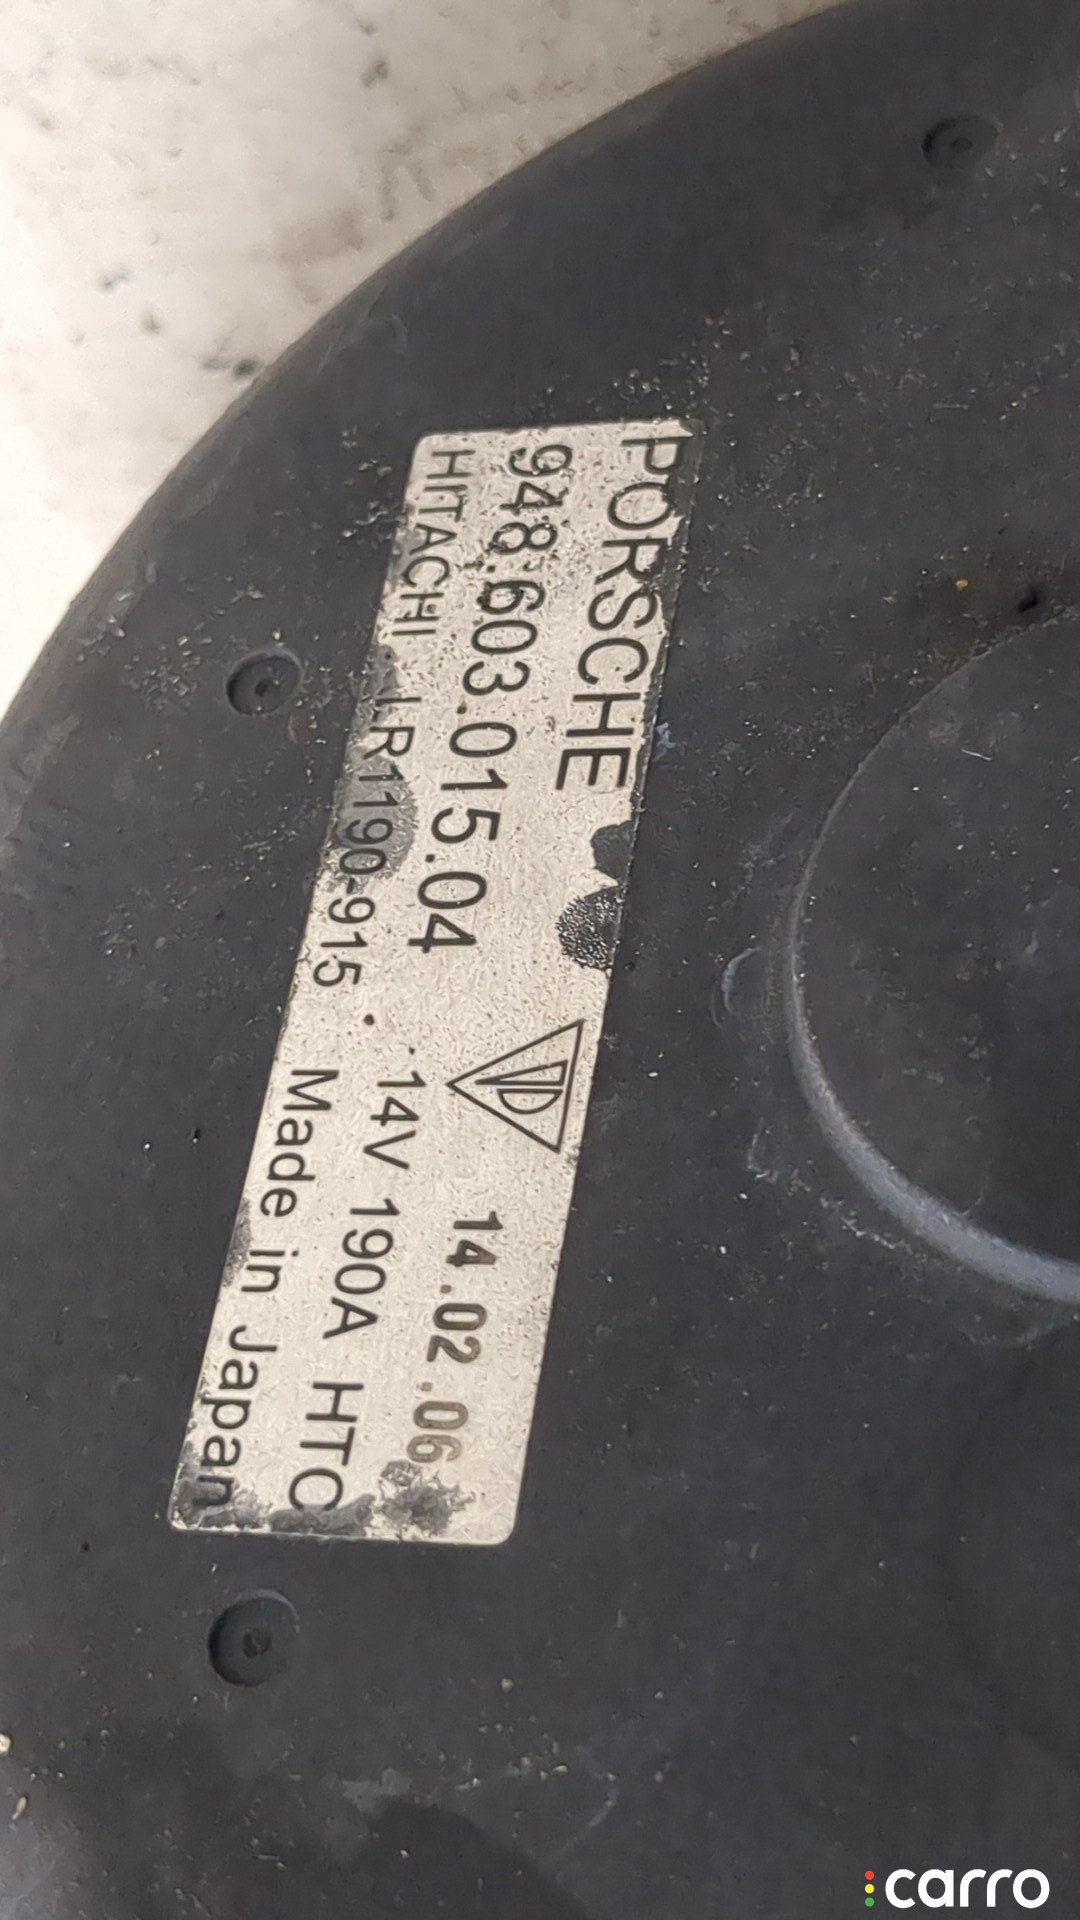 PORSCHE
948.603.015.04 14.02.06
HITACHI LR1190-915 · 14V 190A HTC
Made in Japan
carro